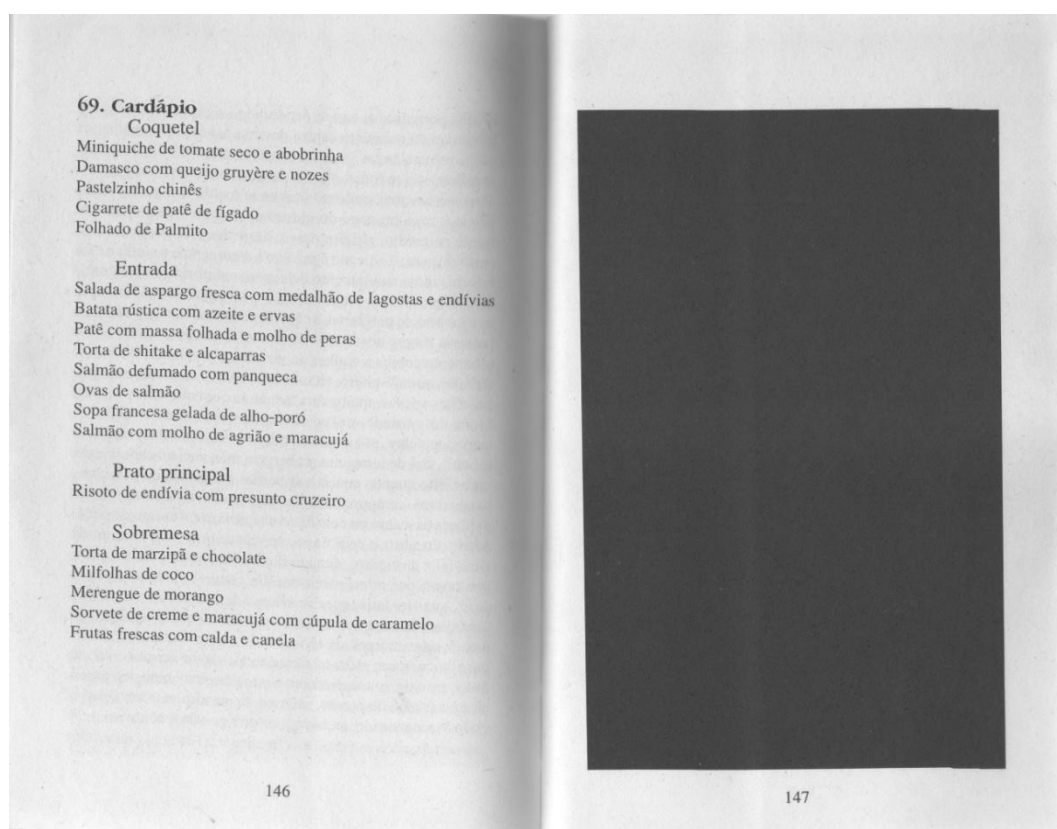 69. Cardápio
Coquetel
Miniquiche de tomate seco e abobrinha
Damasco com queijo gruyère e nozes
Pastelzinho chinês
Cigarrete de patê de fígado
Folhado de Palmito
Entrada
Salada de aspargo fresca com medalhão de lagostas e endívias
Batata rústica com azeite e ervas
Patê com massa folhada e molho de peras
Torta de shitake e alcaparras
Salmão defumado com panqueca
Ovas de salmão
Sopa francesa gelada de alho-poró
Salmão com molho de agrião e maracujá
Prato principal
Risoto de endívia com presunto cruzeiro
Sobremesa
Torta de marzipã e chocolate
Milfolhas de coco
Merengue de morango
Sorvete de creme e maracujá com cúpula de caramelo
Frutas frescas com calda e canela
146
147